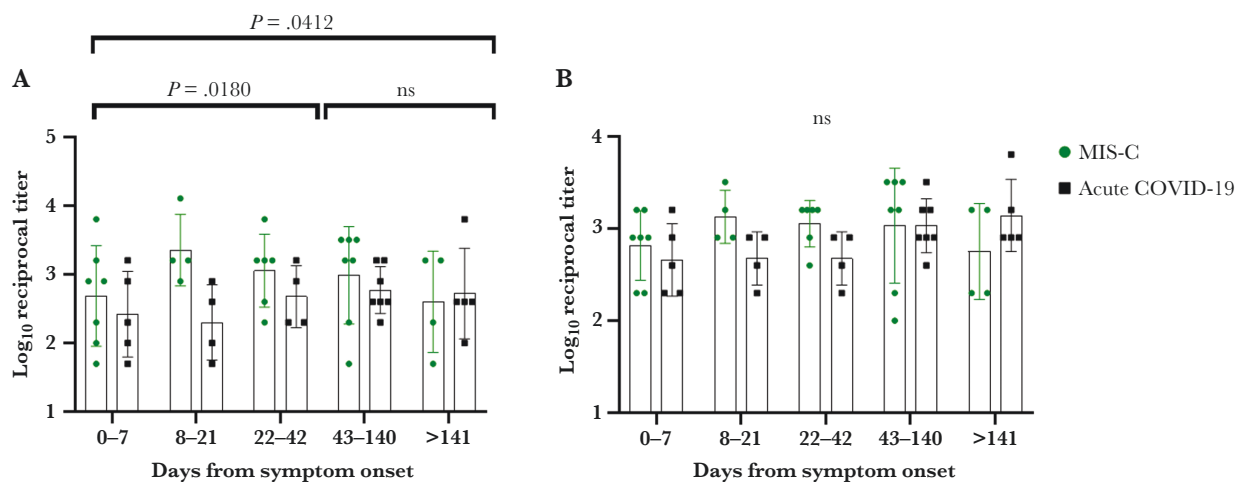 P = .0412
A
P = .0180
ns
Log10 reciprocal titer
5
4
3
2
1
0–7
8–21
22–42
43–140
>141
Days from symptom onset
B
ns
Log10 reciprocal titer
4
3
2
1
0–7
8–21
22–42
43–140
>141
Days from symptom onset
MIS-C
Acute COVID-19